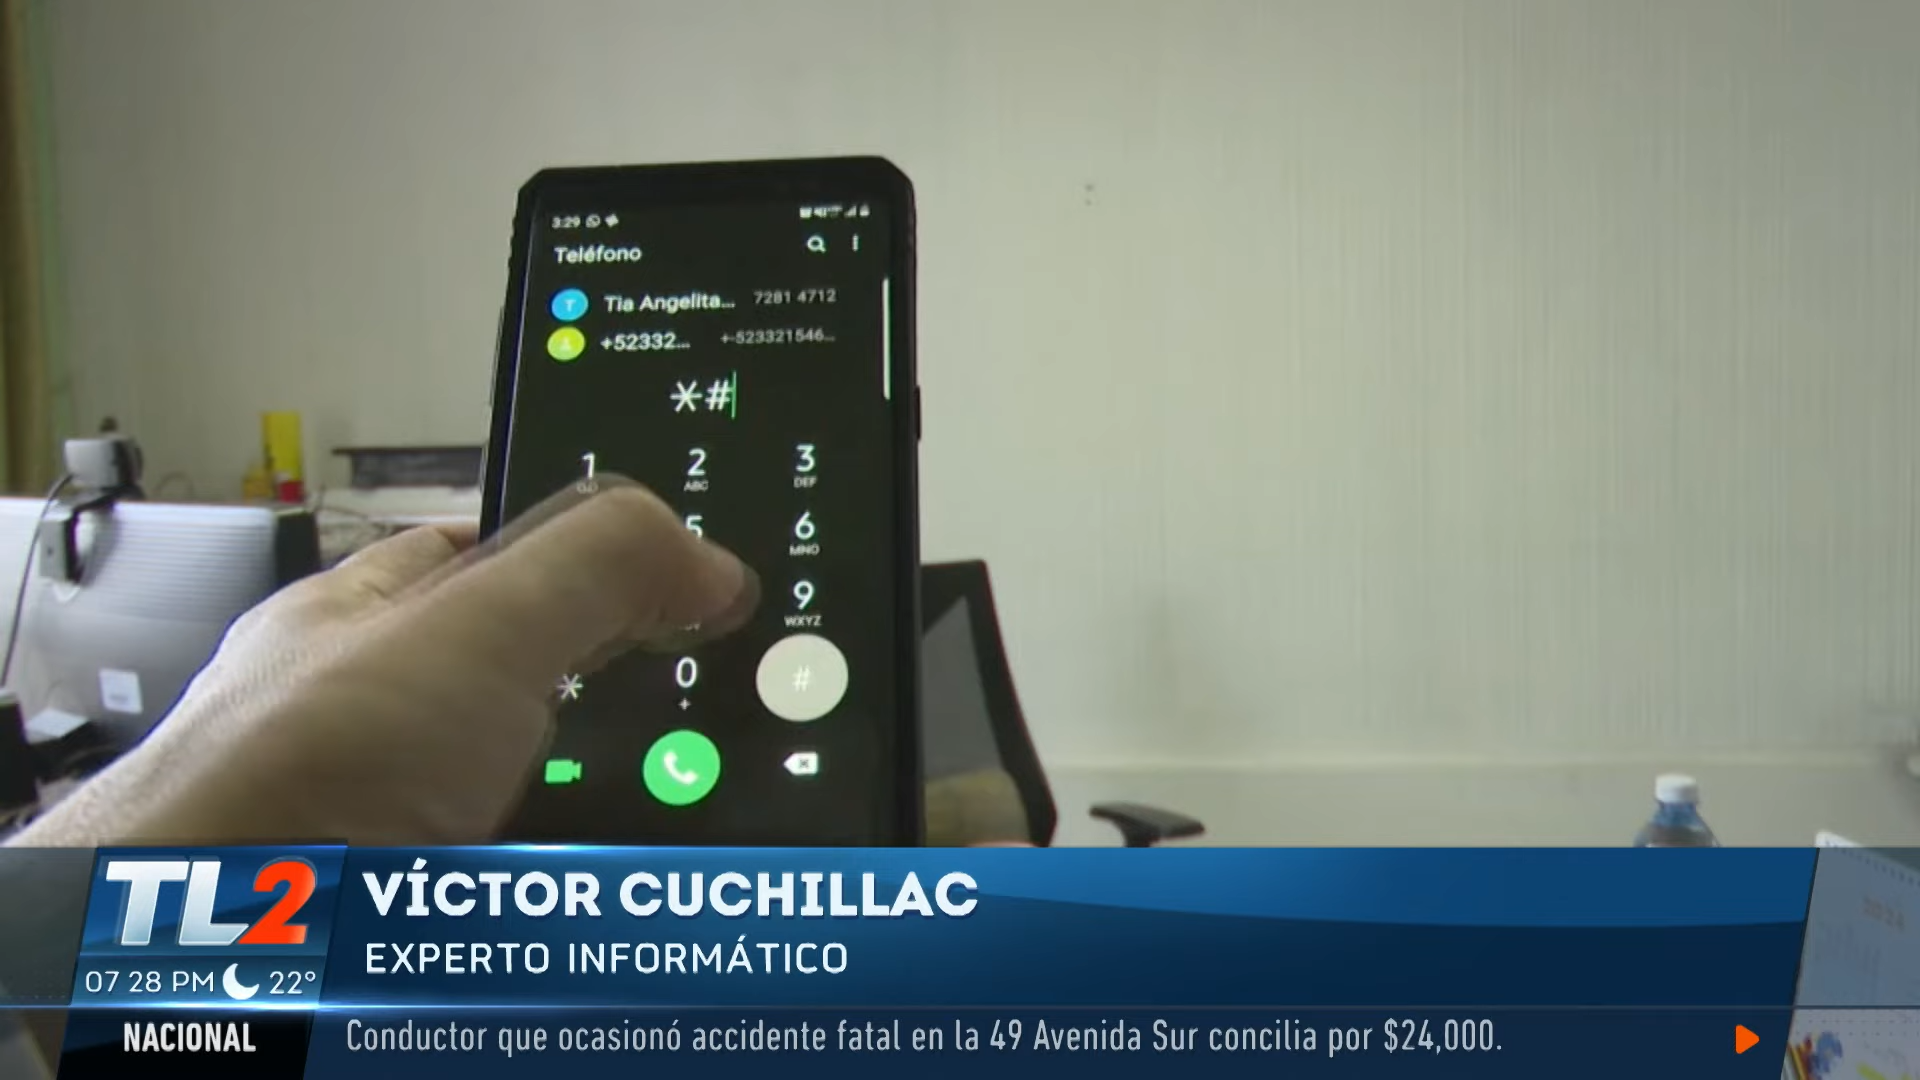 3:29
Teléfono
T Tia Angelita... 7281 4712
+52332... +523321546...
*#
1 2 ABC 3 DEF
5 6 MNO
9 WXYZ
* 0 + #
TL2
07 28 PM 22°
VÍCTOR CUCHILLAC
EXPERTO INFORMÁTICO
NACIONAL
Conductor que ocasionó accidente fatal en la 49 Avenida Sur concilia por $24,000.